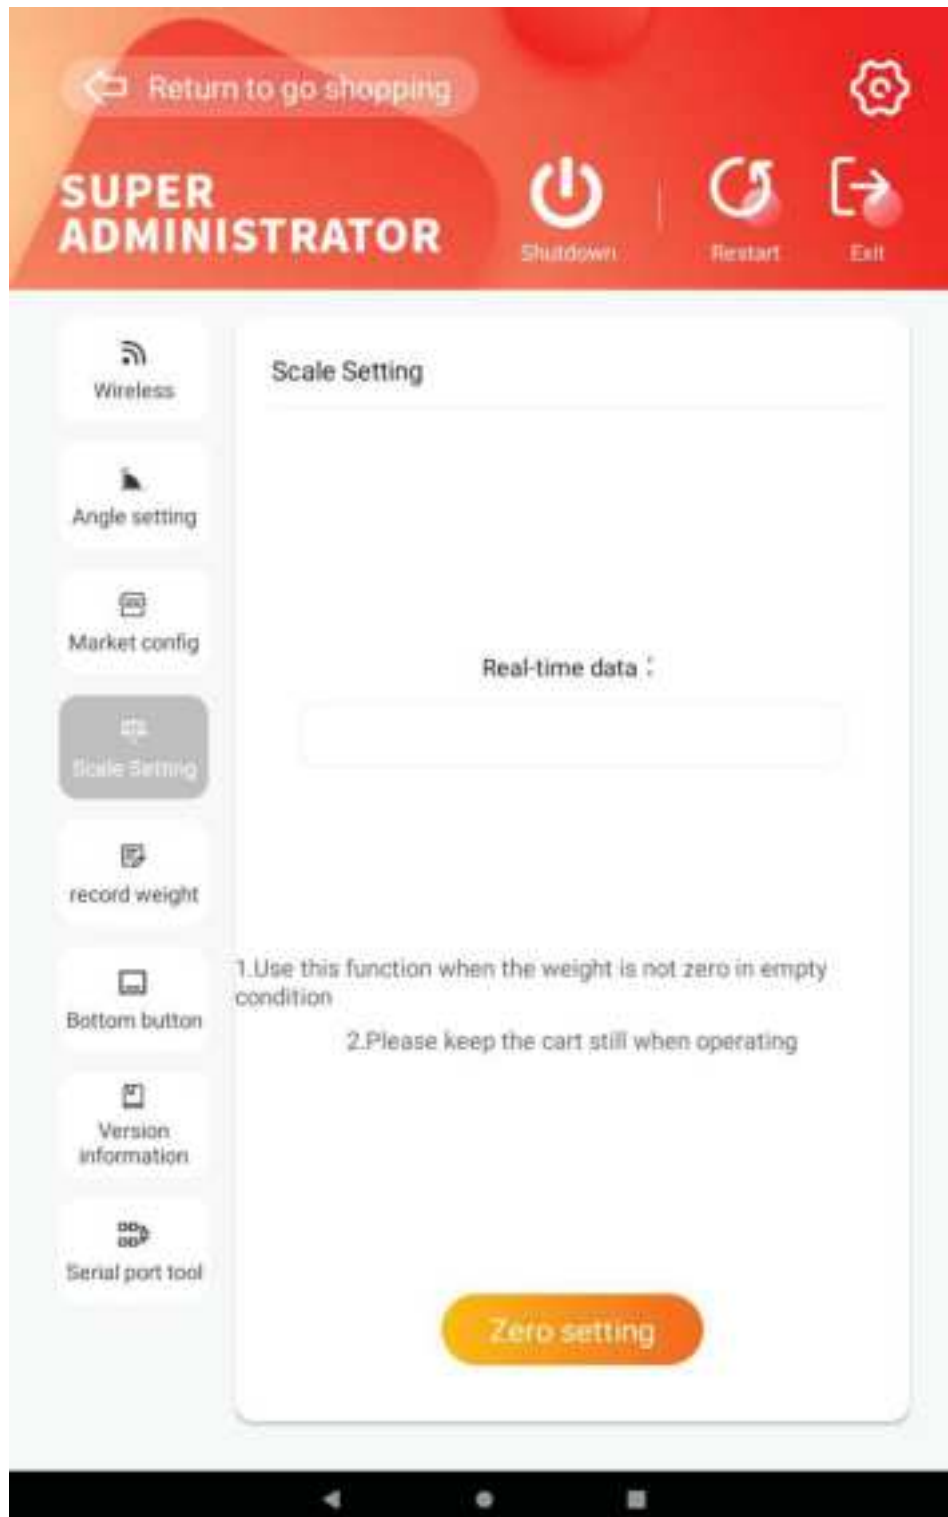 Return to go shopping
SUPER
ADMINISTRATOR
Shutdown
Restart
Exit
Wireless
Angle setting
Market config
Scale Setting
record weight
Bottom button
Version
information
Serial port tool
Scale Setting
Real-time data :
1.Use this function when the weight is not zero in empty
condition
2.Please keep the cart still when operating
Zero setting